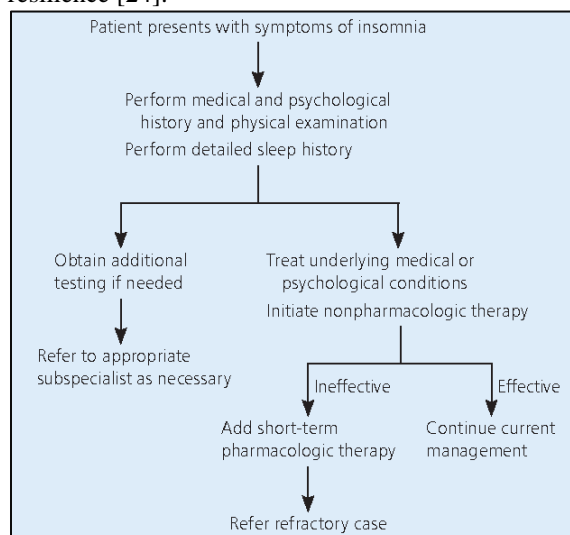 resilience [24].
Patient presents with symptoms of insomnia
Perform medical and psychological
history and physical examination
Perform detailed sleep history
Obtain additional
testing if needed
Treat underlying medical or
psychological conditions
Initiate nonpharmacologic therapy
Refer to appropriate
subspecialist as necessary
Ineffective
Effective
Add short-term
pharmacologic therapy
Continue current
management
Refer refractory case